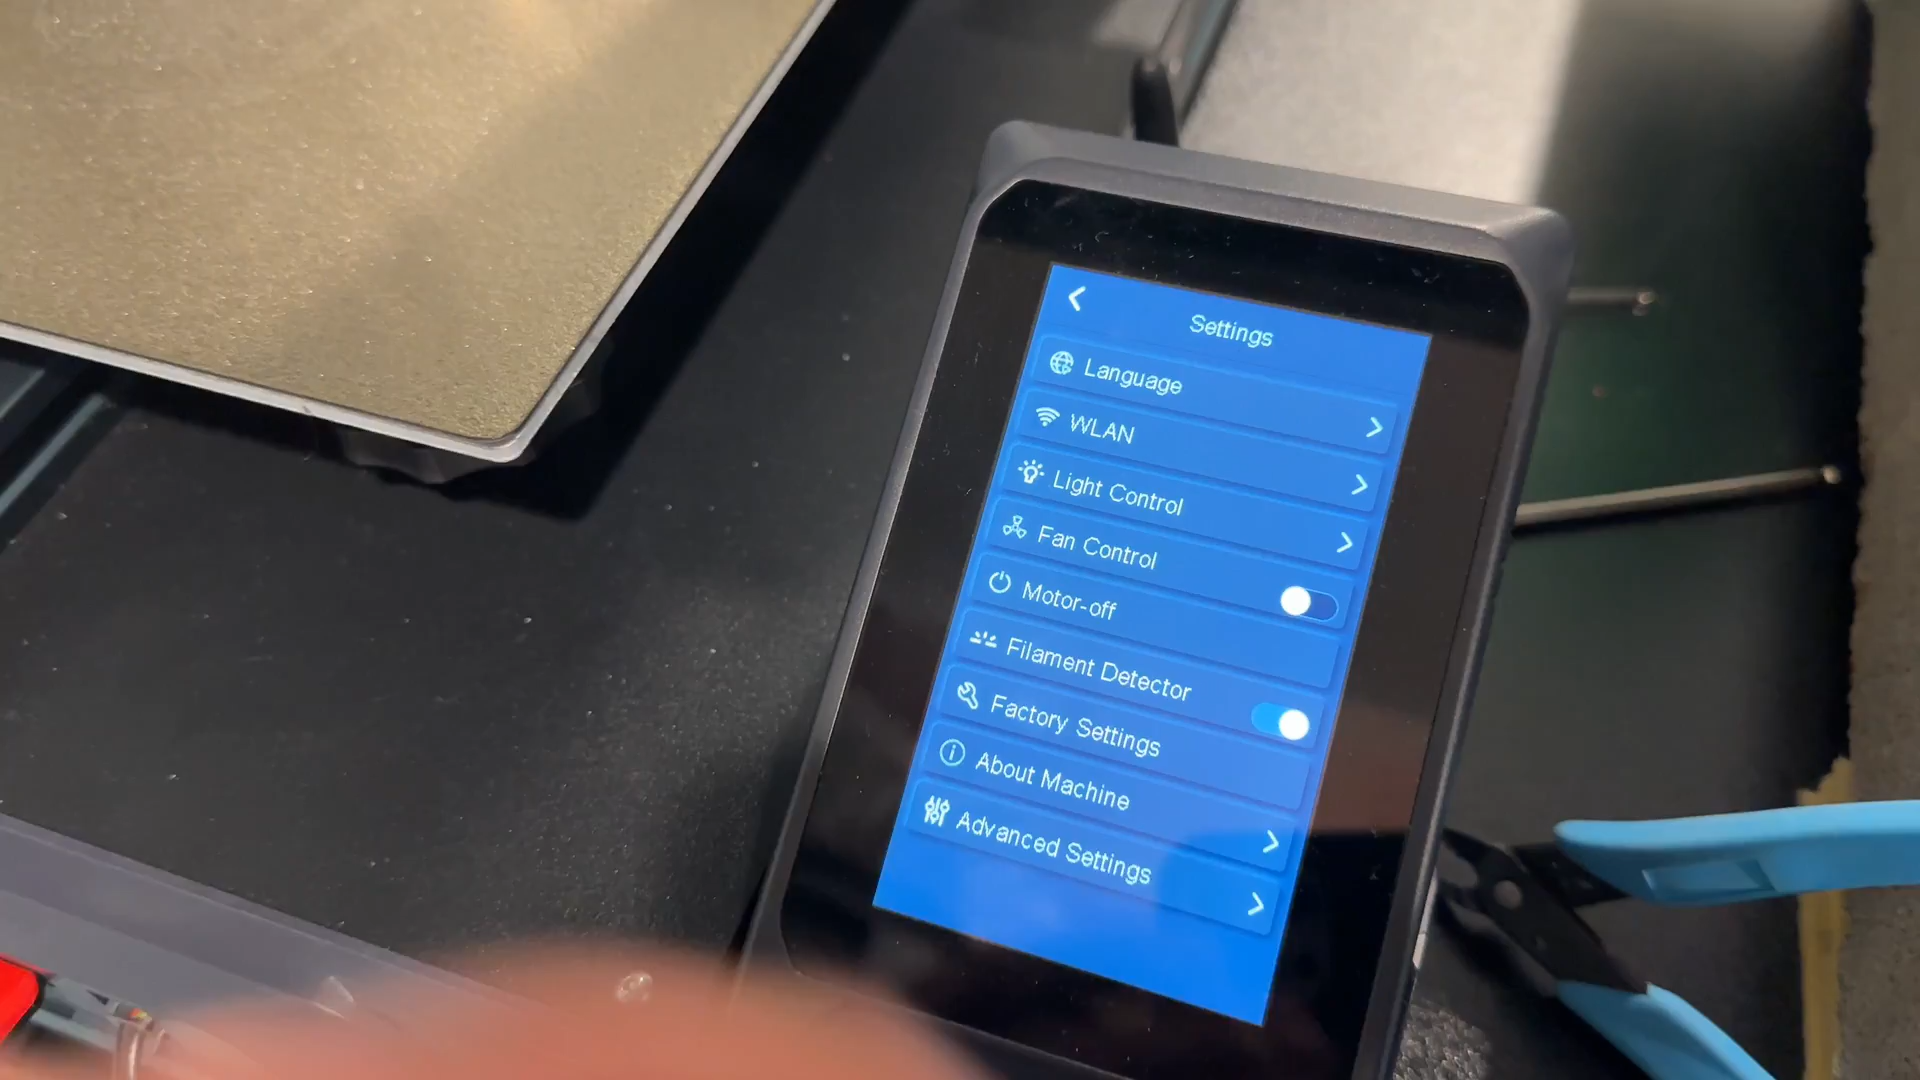 Settings
Language
WLAN
Light Control
Fan Control
Motor-off
Filament Detector
Factory Settings
About Machine
Advanced Settings